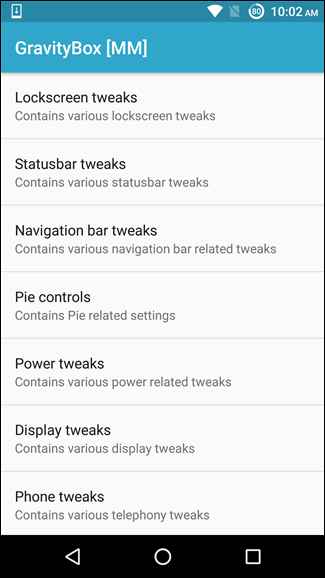 80 10:02 AM
GravityBox [MM]
Lockscreen tweaks
Contains various lockscreen tweaks
Statusbar tweaks
Contains various statusbar tweaks
Navigation bar tweaks
Contains various navigation bar related tweaks
Pie controls
Contains Pie related settings
Power tweaks
Contains various power related tweaks
Display tweaks
Contains various display tweaks
Phone tweaks
Contains various telephony tweaks